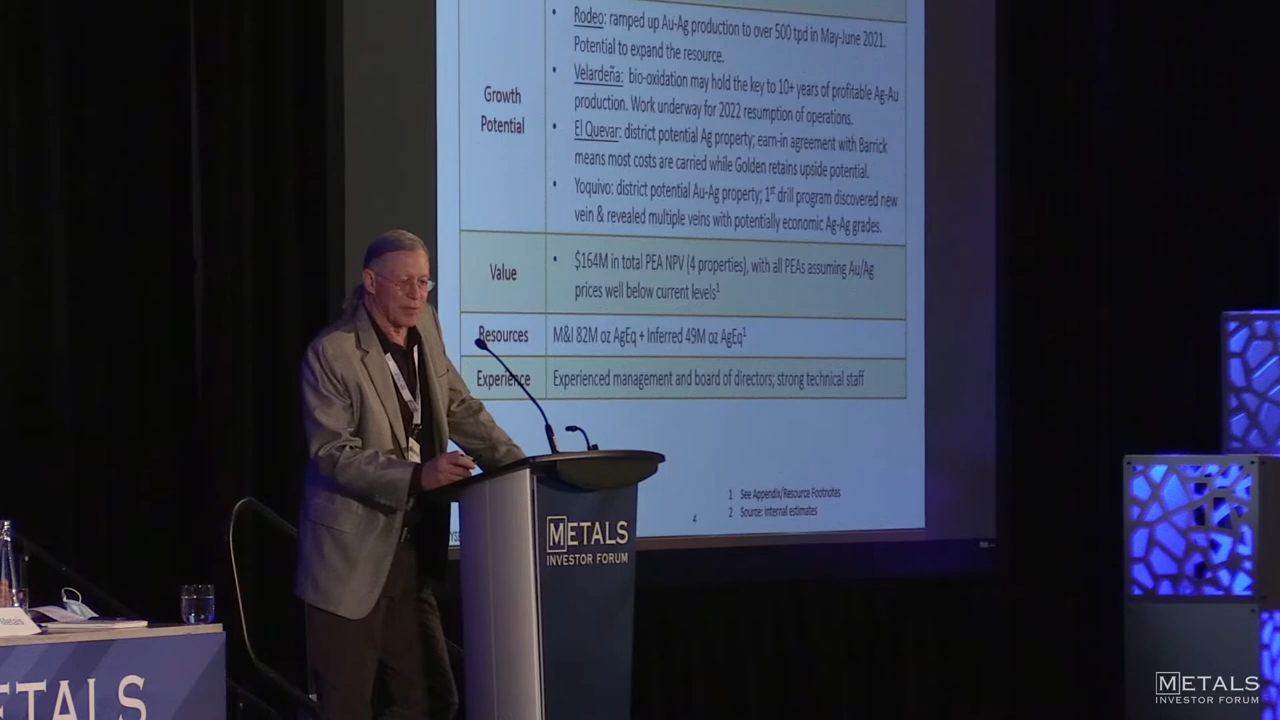 Growth
Potential
• Rodeo: ramped up Au-Ag production to over 500 tpd in May-June 2021.
Potential to expand the resource.
• Velardeña: bio-oxidation may hold the key to 10+ years of profitable Ag-Au
production. Work underway for 2022 resumption of operations.
• El Quevar: district potential Ag property; earn-in agreement with Barrick
means most costs are carried while Golden retains upside potential.
• Yoquivo: district potential Au-Ag property; 1st drill program discovered new
vein & revealed multiple veins with potentially economic Ag-Ag grades.
Value
• $164M in total PEA NPV (4 properties), with all PEAs assuming Au/Ag
prices well below current levels1
Resources
M&I 82M oz AgEq + Inferred 49M oz AgEq1
Experience
Experienced management and board of directors; strong technical staff
1 See Appendix/Resource Footnotes
2 Source: internal estimates
4
METALS
INVESTOR FORUM
Metals
ETALS
METALS
INVESTOR FORUM